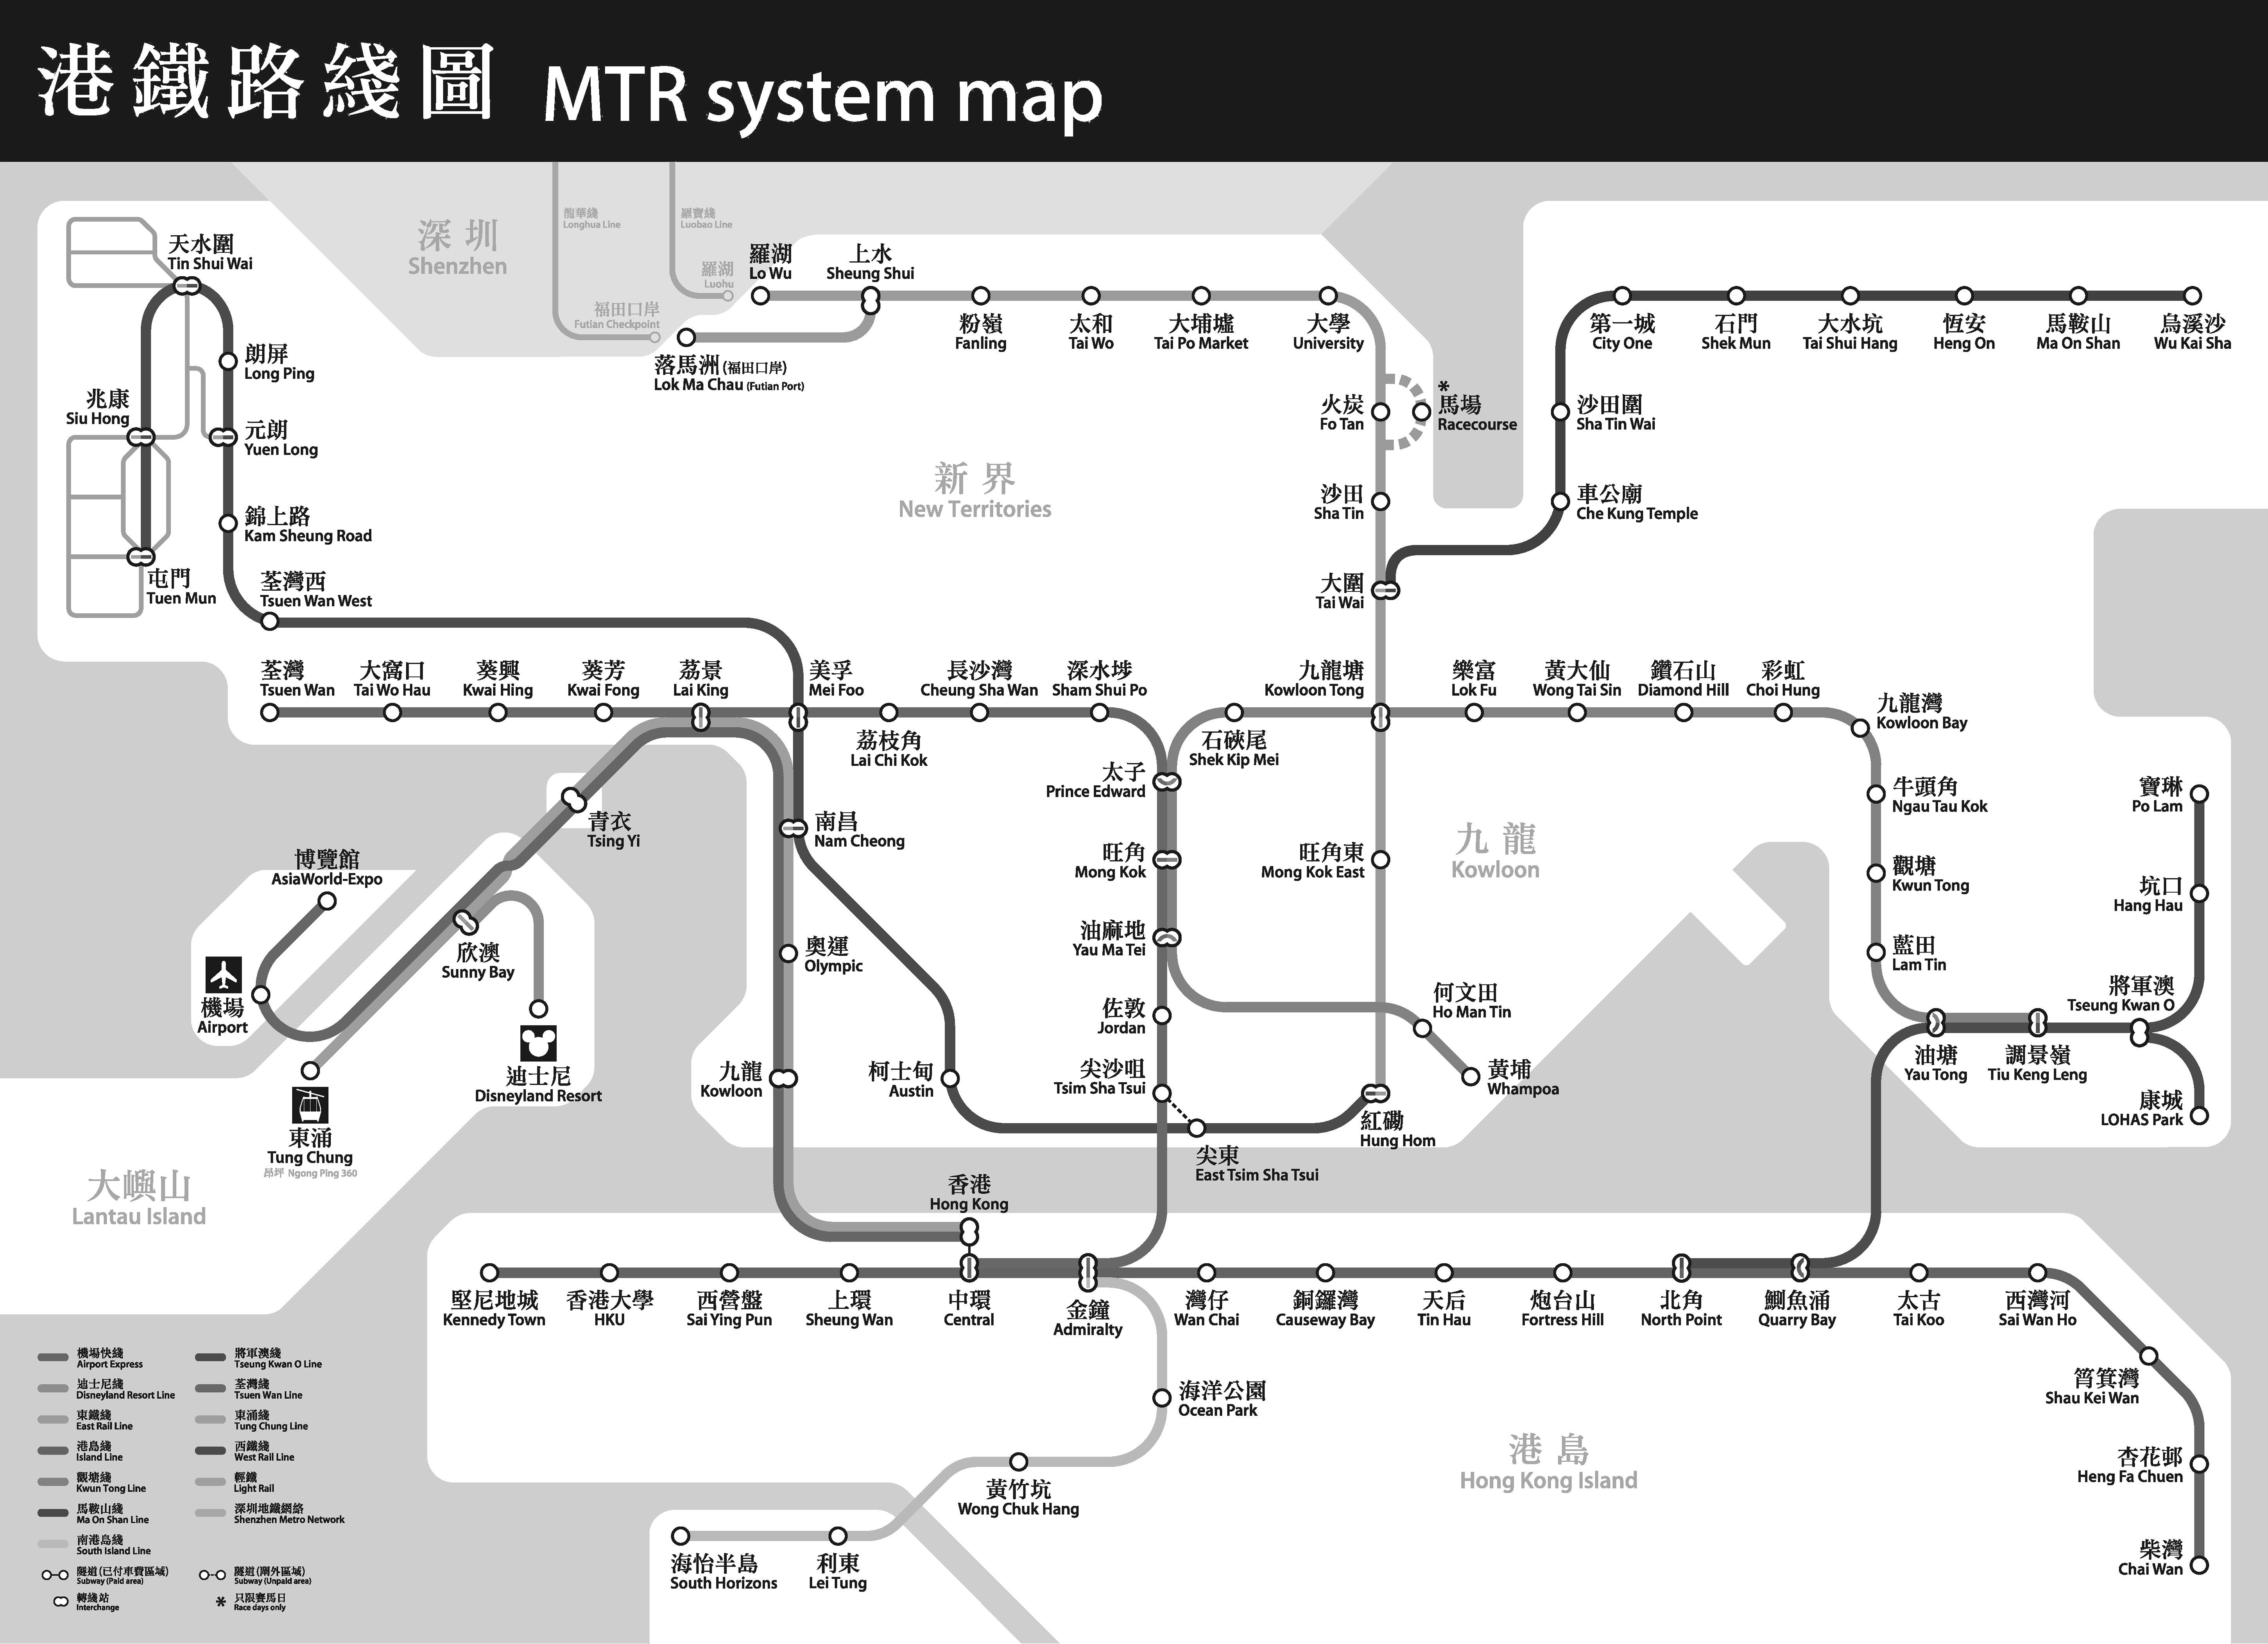 港鐵路綫圖 MTR system map
深圳
Shenzhen
龍華綫
Longhua Line
羅寶綫
Luobao Line
羅湖
Luohu
福田口岸
Futian Checkpoint
天水圍
Tin Shui Wai
朗屏
Long Ping
兆康
Siu Hong
元朗
Yuen Long
錦上路
Kam Sheung Road
屯門
Tuen Mun
荃灣西
Tsuen Wan West
羅湖
Lo Wu
上水
Sheung Shui
落馬洲 (福田口岸)
Lok Ma Chau (Futian Port)
粉嶺
Fanling
太和
Tai Wo
大埔墟
Tai Po Market
大學
University
火炭
Fo Tan
*
馬場
Racecourse
沙田
Sha Tin
大圍
Tai Wai
第一城
City One
石門
Shek Mun
大水坑
Tai Shui Hang
恆安
Heng On
馬鞍山
Ma On Shan
烏溪沙
Wu Kai Sha
沙田圍
Sha Tin Wai
車公廟
Che Kung Temple
新界
New Territories
荃灣
Tsuen Wan
大窩口
Tai Wo Hau
葵興
Kwai Hing
葵芳
Kwai Fong
荔景
Lai King
美孚
Mei Foo
荔枝角
Lai Chi Kok
長沙灣
Cheung Sha Wan
深水埗
Sham Shui Po
石硤尾
Shek Kip Mei
九龍塘
Kowloon Tong
樂富
Lok Fu
黃大仙
Wong Tai Sin
鑽石山
Diamond Hill
彩虹
Choi Hung
九龍灣
Kowloon Bay
牛頭角
Ngau Tau Kok
觀塘
Kwun Tong
藍田
Lam Tin
寶琳
Po Lam
坑口
Hang Hau
將軍澳
Tseung Kwan O
油塘
Yau Tong
調景嶺
Tiu Keng Leng
康城
LOHAS Park
太子
Prince Edward
旺角
Mong Kok
旺角東
Mong Kok East
九龍
Kowloon
油麻地
Yau Ma Tei
佐敦
Jordan
尖沙咀
Tsim Sha Tsui
何文田
Ho Man Tin
黃埔
Whampoa
紅磡
Hung Hom
尖東
East Tsim Sha Tsui
青衣
Tsing Yi
南昌
Nam Cheong
奧運
Olympic
九龍
Kowloon
柯士甸
Austin
博覽館
AsiaWorld-Expo
機場
Airport
欣澳
Sunny Bay
迪士尼
Disneyland Resort
東涌
Tung Chung
昂坪 Ngong Ping 360
大嶼山
Lantau Island
香港
Hong Kong
堅尼地城
Kennedy Town
香港大學
HKU
西營盤
Sai Ying Pun
上環
Sheung Wan
中環
Central
金鐘
Admiralty
灣仔
Wan Chai
銅鑼灣
Causeway Bay
天后
Tin Hau
炮台山
Fortress Hill
北角
North Point
鰂魚涌
Quarry Bay
太古
Tai Koo
西灣河
Sai Wan Ho
筲箕灣
Shau Kei Wan
杏花邨
Heng Fa Chuen
柴灣
Chai Wan
海洋公園
Ocean Park
黃竹坑
Wong Chuk Hang
利東
Lei Tung
海怡半島
South Horizons
港島
Hong Kong Island
機場快綫
Airport Express
迪士尼綫
Disneyland Resort Line
東鐵綫
East Rail Line
港島綫
Island Line
觀塘綫
Kwun Tong Line
馬鞍山綫
Ma On Shan Line
南港島綫
South Island Line
將軍澳綫
Tseung Kwan O Line
荃灣綫
Tsuen Wan Line
東涌綫
Tung Chung Line
西鐵綫
West Rail Line
輕鐵
Light Rail
深圳地鐵網絡
Shenzhen Metro Network
隧道 (已付車費區域)
Subway (Paid area)
隧道 (閘外區域)
Subway (Unpaid area)
轉綫站
Interchange
* 只限賽馬日
Race days only